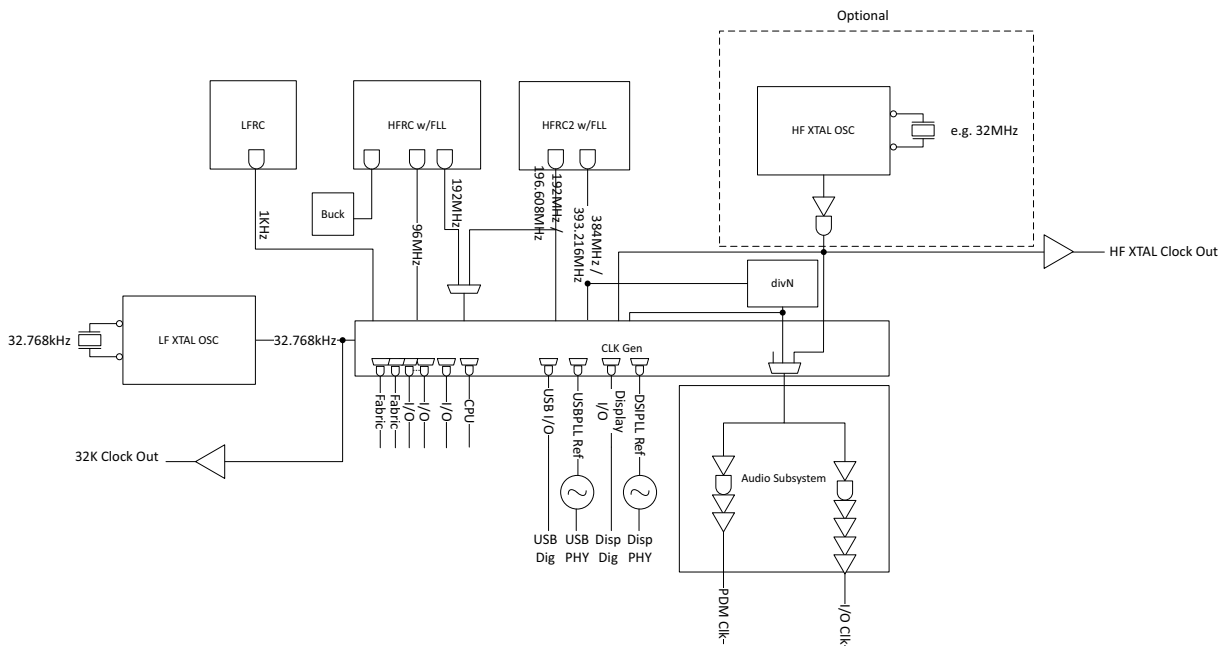 Optional
LFRC
HFRC w/FLL
HFRC2 w/FLL
HF XTAL OSC
e.g. 32MHz
Buck
1KHz
96MHz
192MHz
192MHz /
196.608MHz
384MHz /
393.216MHz
HF XTAL Clock Out
divN
32.768kHz
LF XTAL OSC
32.768kHz
CLK Gen
Fabric
Fabric
I/O
...
I/O
I/O
CPU
USB I/O
USBPLL Ref
Display
I/O
DSIPLL Ref
32K Clock Out
Audio Subsystem
USB
Dig
USB
PHY
Disp
Dig
Disp
PHY
PDM Clk
I/O Clk